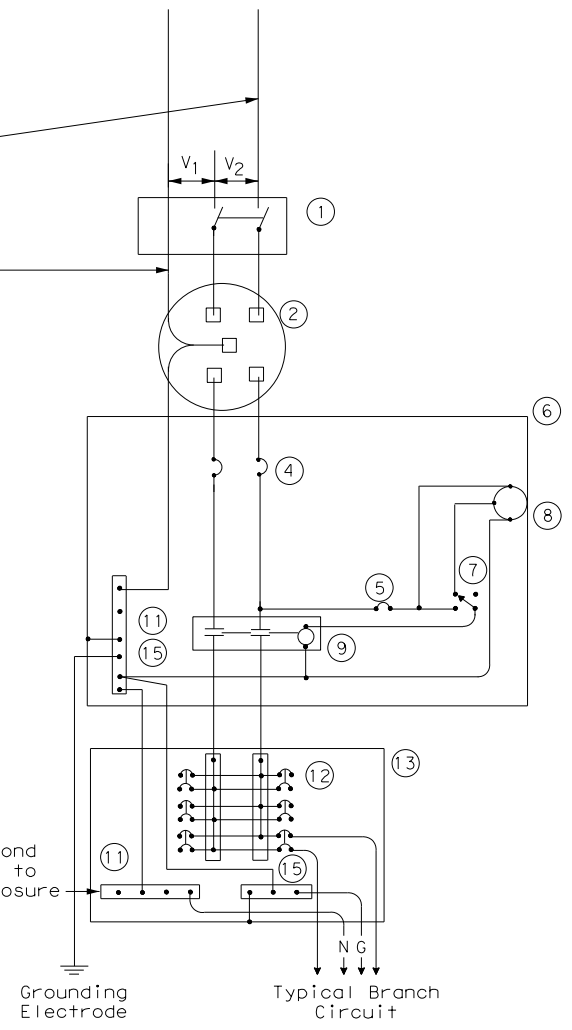 V1 V2
1
2
6
4
8
7
5
11
15
9
13
12
11
15
ond
to
osure
N G
Grounding
Electrode
Typical Branch
Circuit